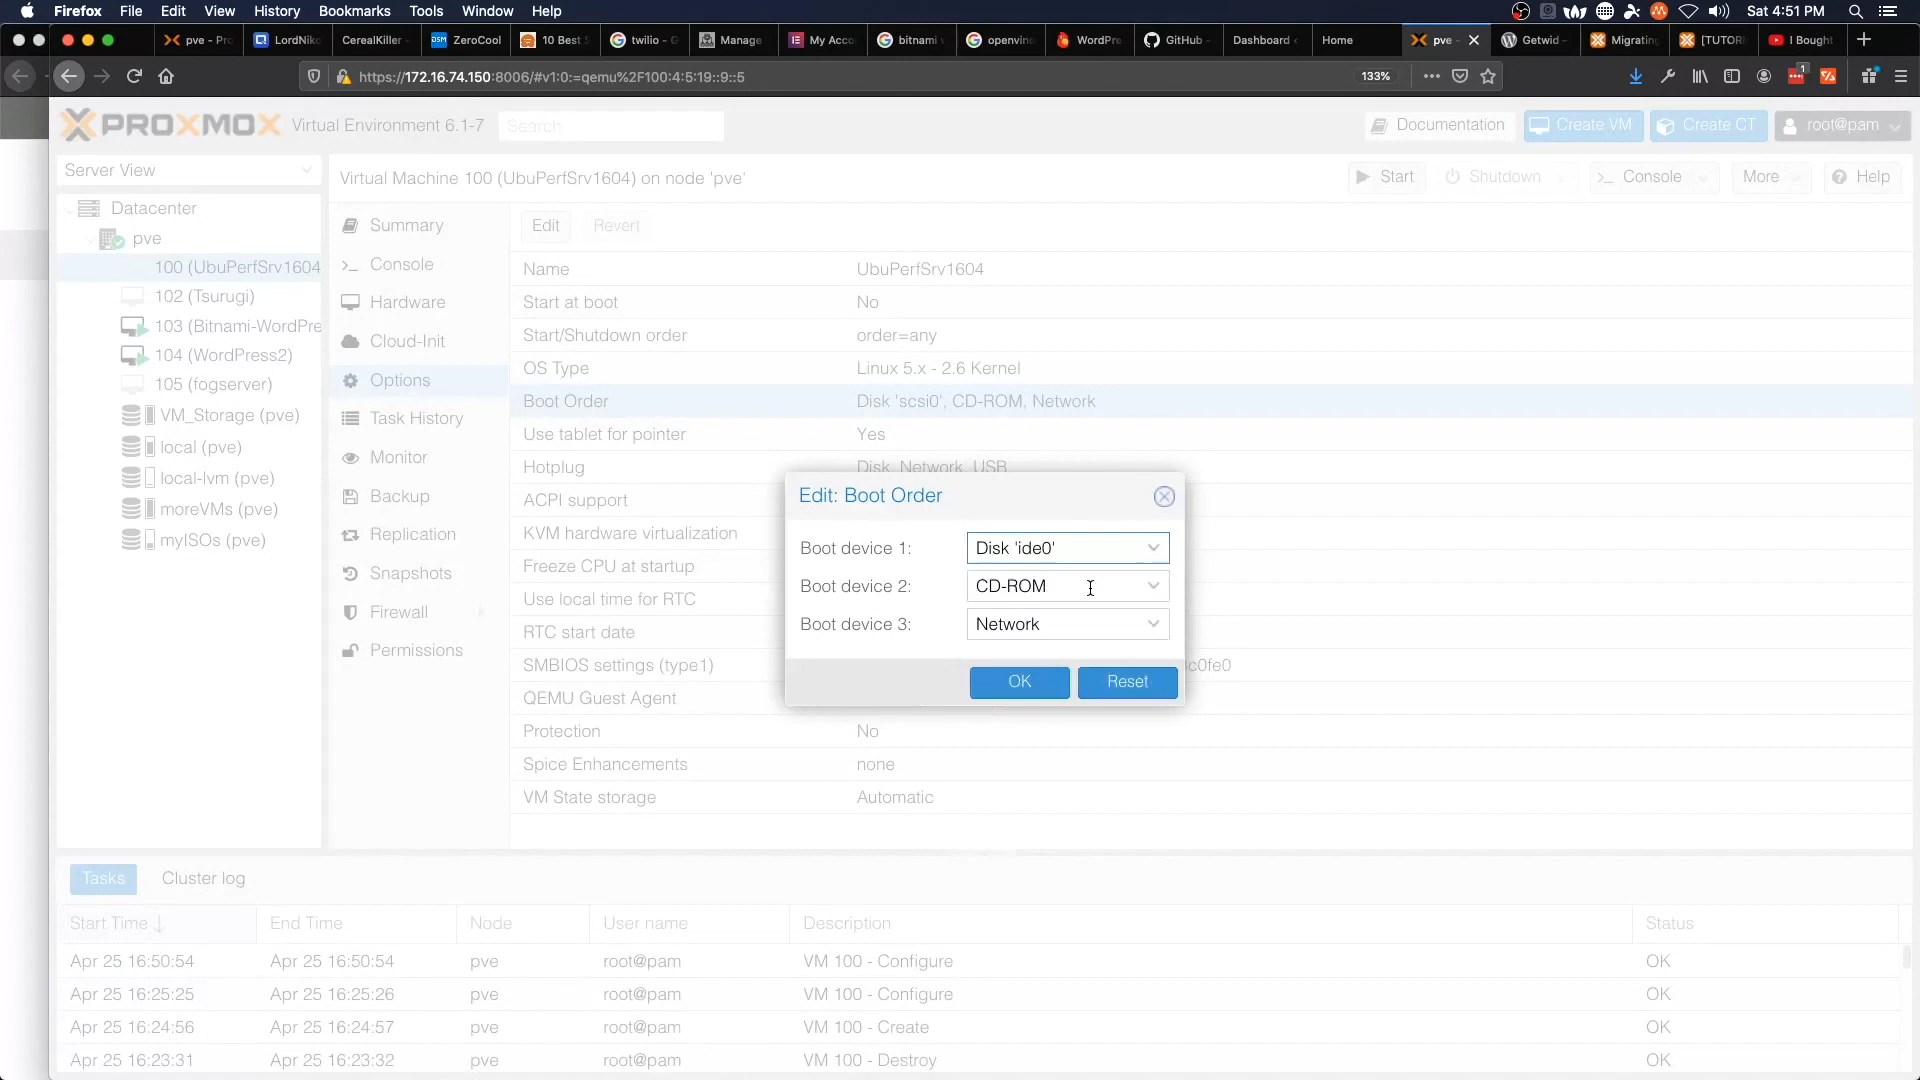 Firefox File Edit View History Bookmarks Tools Window Help Sat 4:51 PM
pve - Pro LordNik CerealKiller - ZeroCool 10 Best S twilio - G Manage My Acco bitnami openvin WordPre GitHub - Dashboard ‹ Home pve - Getwid - Migrating [TUTORI I Bought
https://172.16.74.150:8006/#v1:0:=qemu%2F100:4:5:19::9::5 133%
PROXMOX Virtual Environment 6.1-7 Search Documentation Create VM Create CT root@pam
Server View
Virtual Machine 100 (UbuPerfSrv1604) on node 'pve' Start Shutdown Console More Help
Datacenter
pve
100 (UbuPerfSrv1604
102 (Tsurugi)
103 (Bitnami-WordPre
104 (WordPress2)
105 (fogserver)
VM_Storage (pve)
local (pve)
local-lvm (pve)
moreVMs (pve)
myISOs (pve)
Summary
Console
Hardware
Cloud-Init
Options
Task History
Monitor
Backup
Replication
Snapshots
Firewall
Permissions
Edit Revert
Name UbuPerfSrv1604
Start at boot No
Start/Shutdown order order=any
OS Type Linux 5.x - 2.6 Kernel
Boot Order Disk 'scsi0', CD-ROM, Network
Use tablet for pointer Yes
Hotplug Disk, Network, USB
ACPI support
KVM hardware virtualization
Freeze CPU at startup
Use local time for RTC
RTC start date
SMBIOS settings (type1) c0fe0
QEMU Guest Agent
Protection No
Spice Enhancements none
VM State storage Automatic
Edit: Boot Order
Boot device 1: Disk 'ide0'
Boot device 2: CD-ROM
Boot device 3: Network
OK Reset
Tasks Cluster log
Start Time End Time Node User name Description Status
Apr 25 16:50:54 Apr 25 16:50:54 pve root@pam VM 100 - Configure OK
Apr 25 16:25:25 Apr 25 16:25:26 pve root@pam VM 100 - Configure OK
Apr 25 16:24:56 Apr 25 16:24:57 pve root@pam VM 100 - Create OK
Apr 25 16:23:31 Apr 25 16:23:32 pve root@pam VM 100 - Destroy OK